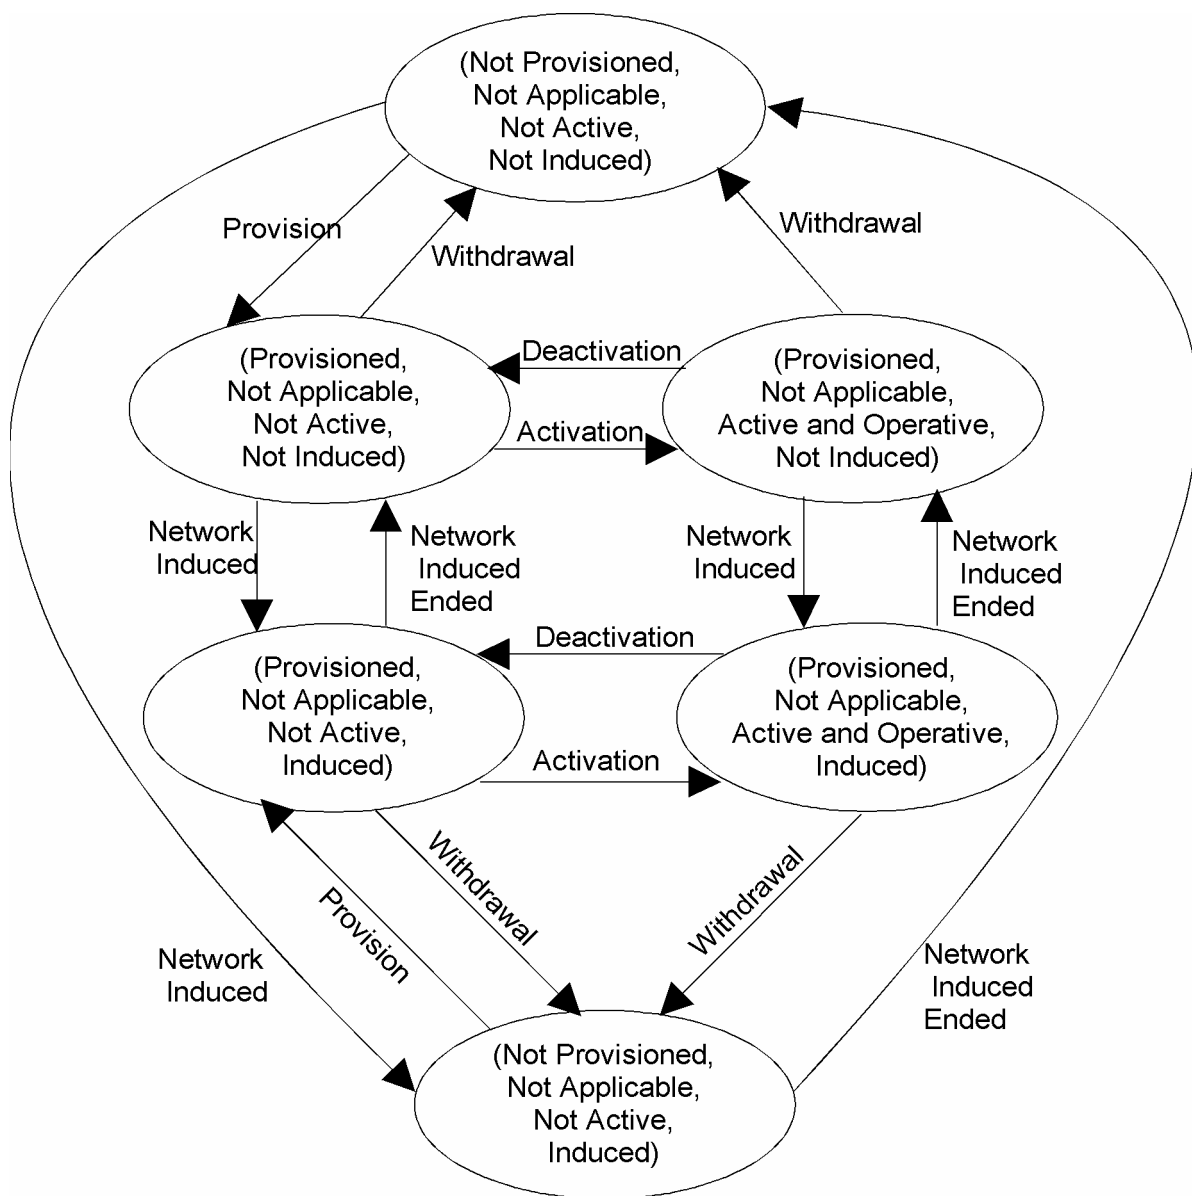 (Not Provisioned,
Not Applicable,
Not Active,
Not Induced)
Provision
Withdrawal
Withdrawal
(Provisioned,
Not Applicable,
Not Active,
Not Induced)
Deactivation
Activation
(Provisioned,
Not Applicable,
Active and Operative,
Not Induced)
Network
Induced
Network
Induced
Ended
Network
Induced
Network
Induced
Ended
(Provisioned,
Not Applicable,
Not Active,
Induced)
Deactivation
Activation
(Provisioned,
Not Applicable,
Active and Operative,
Induced)
Withdrawal
Provision
Withdrawal
Network
Induced
Network
Induced
Ended
(Not Provisioned,
Not Applicable,
Not Active,
Induced)